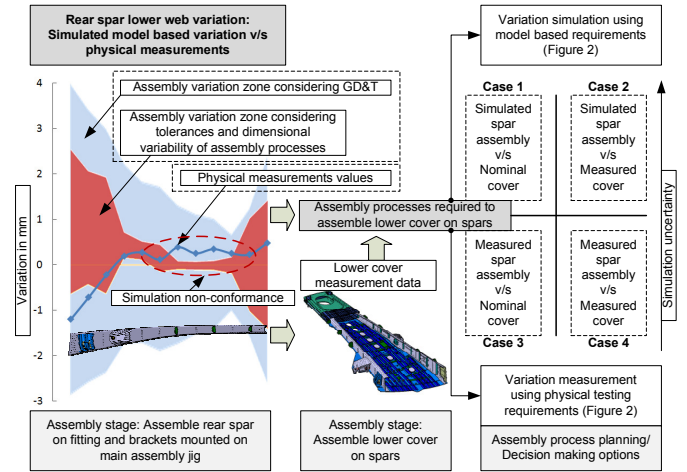 Rear spar lower web variation:
Simulated model based variation v/s
physical measurements
Variation in mm
4
3
2
1
0
-1
-2
-3
Assembly variation zone considering GD&T
Assembly variation zone considering
tolerances and dimensional
variability of assembly processes
Physical measurements values
Simulation non-conformance
Assembly stage: Assemble rear spar
on fitting and brackets mounted on
main assembly jig
Assembly processes required to
assemble lower cover on spars
Lower cover
measurement data
Assembly stage:
Assemble lower cover
on spars
Variation simulation using
model based requirements
(Figure 2)
Case 1
Simulated
spar
assembly
v/s
Nominal
cover
Case 2
Simulated
spar
assembly
v/s
Measured
cover
Measured
spar
assembly
v/s
Nominal
cover
Case 3
Measured
spar
assembly
v/s
Measured
cover
Case 4
Simulation uncertainty
Variation measurement
using physical testing
requirements (Figure 2)
Assembly process planning/
Decision making options